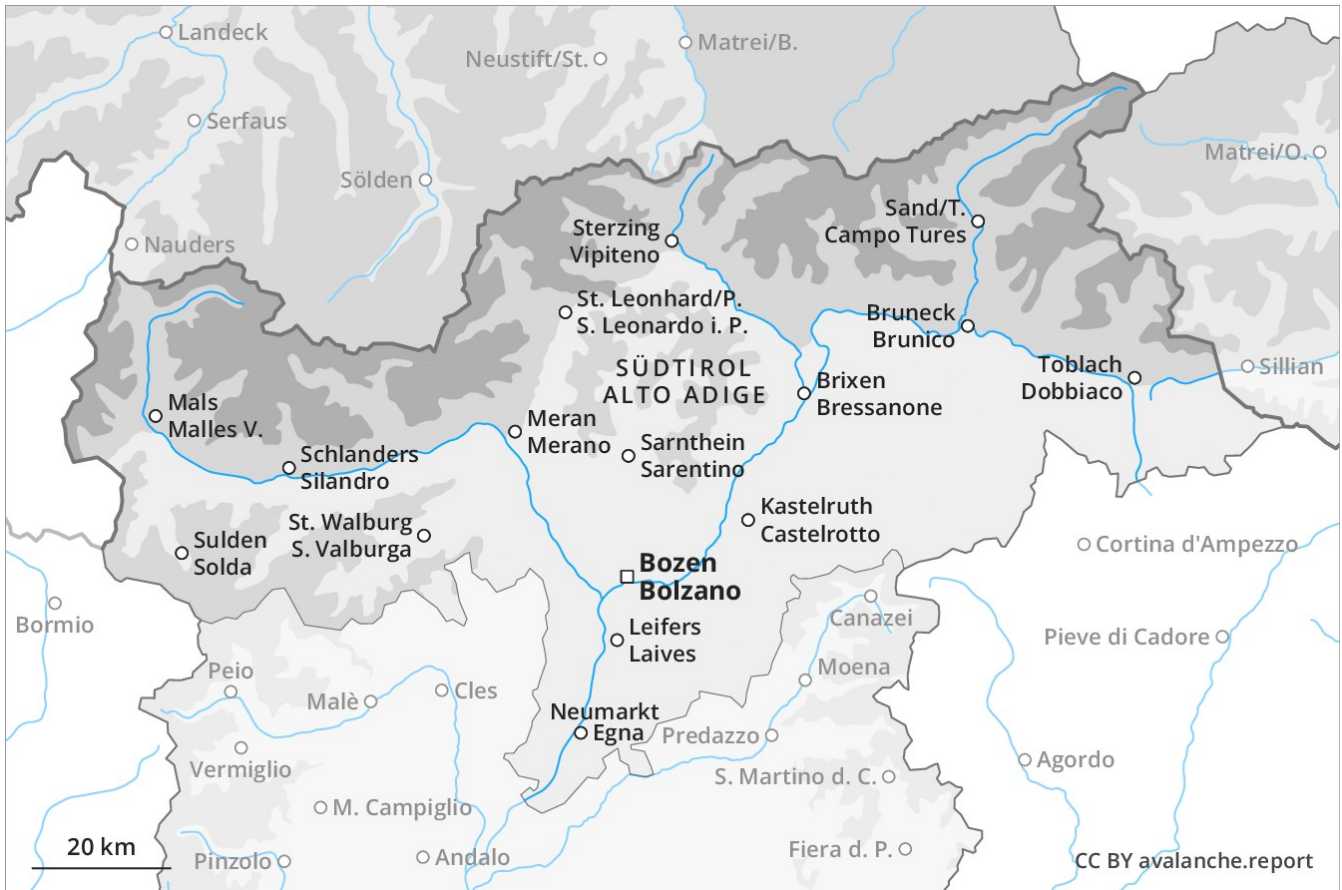 Landeck
Neustift/St.
Matrei/B.
Serfaus
Matrei/O.
Sölden
Nauders
Sand/T.
Campo Tures
Sterzing
Vipiteno
St. Leonhard/P.
S. Leonardo i. P.
Bruneck
Brunico
SÜDTIROL
ALTO ADIGE
Toblach
Dobbiaco
Sillian
Brixen
Bressanone
Mals
Malles V.
Meran
Merano
Sarnthein
Sarentino
Schlanders
Silandro
Kastelruth
Castelrotto
St. Walburg
S. Valburga
Sulden
Solda
Cortina d'Ampezzo
Bozen
Bolzano
Bormio
Canazei
Leifers
Laives
Pieve di Cadore
Peio
Moena
Malè
Cles
Neumarkt
Egna
Predazzo
Vermiglio
Agordo
S. Martino d. C.
M. Campiglio
20 km
Pinzolo
Andalo
Fiera d. P.
CC BY avalanche.report